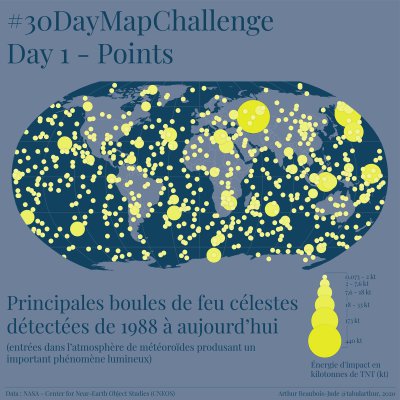 #30DayMapChallenge
Day 1 - Points
0,073 - 2 kt
2 - 7,6 kt
7,6 - 18 kt
18 - 33 kt
173 kt
440 kt
Principales boules de feu célestes
détectées de 1988 à aujourd'hui
(entrées dans l'atmosphère de météoroïdes produsant un
important phénomène lumineux)
Énergie d'impact en
kilotonnes de TNT (kt)
Data : NASA - Center for Near-Earth Object Studies (CNEOS)
Arthur Beaubois-Jude @tabularthur, 2020